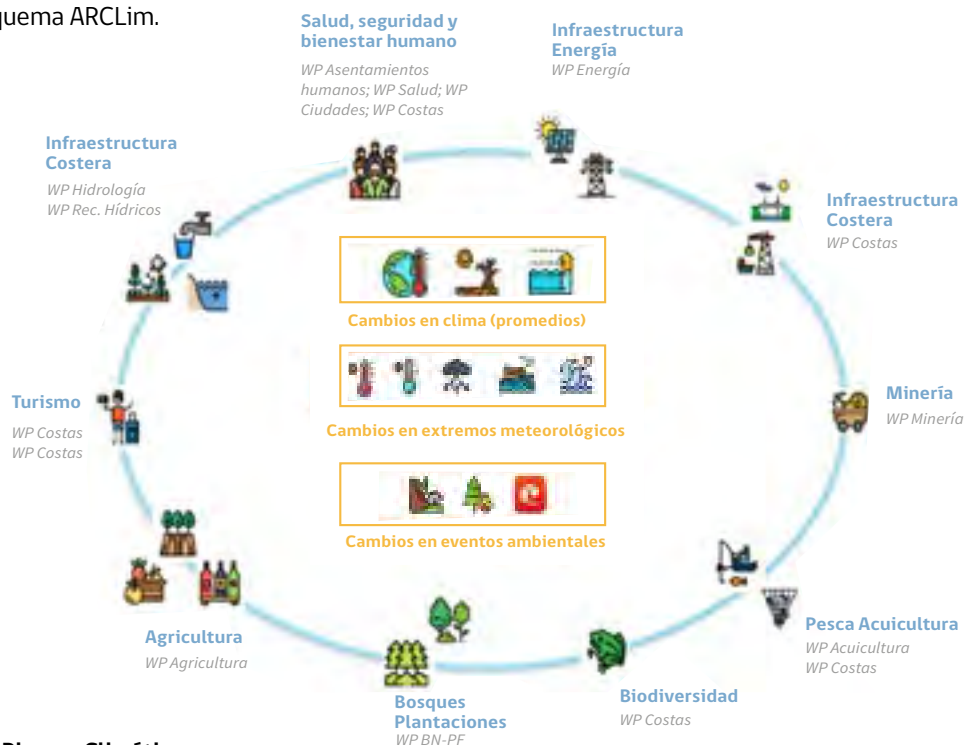 quema ARCLim.
Salud, seguridad y
bienestar humano
WP Asentamientos
humanos; WP Salud; WP
Ciudades; WP Costas
Infraestructura
Energía
WP Energía
Infraestructura
Costera
WP Hidrología
WP Rec. Hídricos
Infraestructura
Costera
WP Costas
Cambios en clima (promedios)
Turismo
WP Costas
WP Costas
Minería
WP Minería
Cambios en extremos meteorológicos
Cambios en eventos ambientales
Agricultura
WP Agricultura
Pesca Acuicultura
WP Acuicultura
WP Costas
Bosques
Plantaciones
WP BN-PF
Biodiversidad
WP Costas